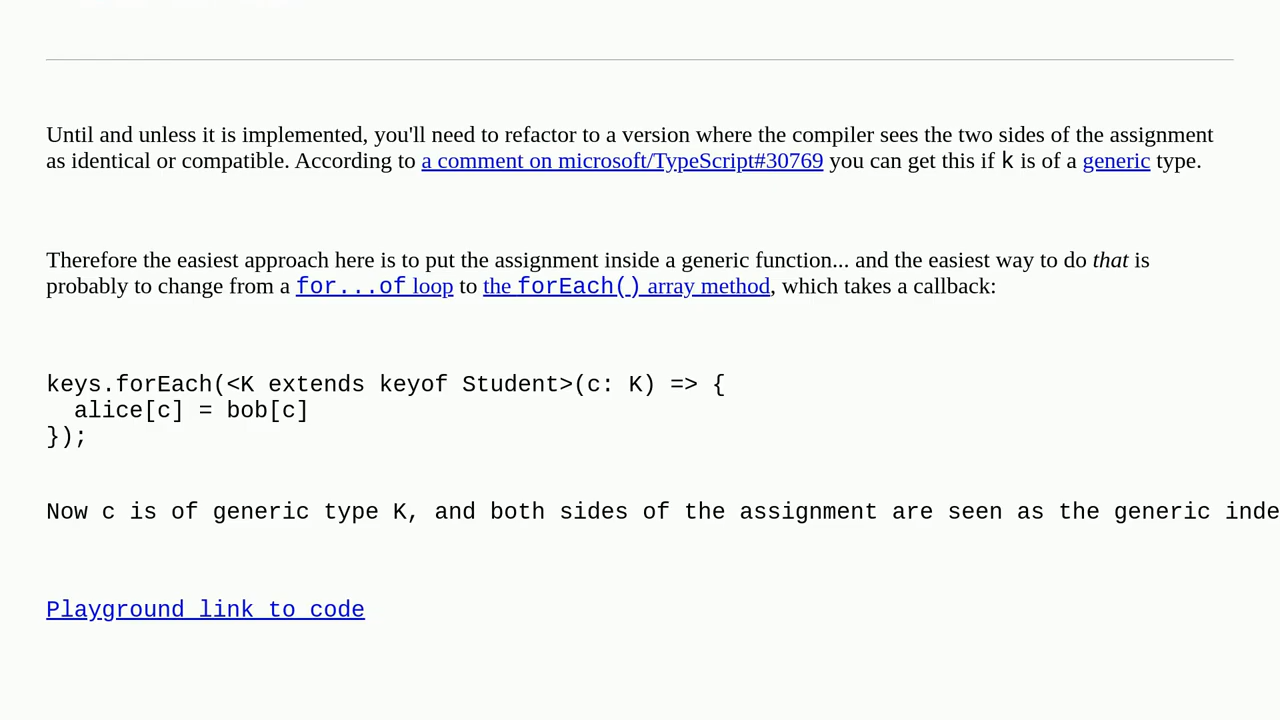 Until and unless it is implemented, you'll need to refactor to a version where the compiler sees the two sides of the assignment
as identical or compatible. According to a comment on microsoft/TypeScript#30769 you can get this if k is of a generic type.
Therefore the easiest approach here is to put the assignment inside a generic function... and the easiest way to do that is
probably to change from a for...of loop to the forEach() array method, which takes a callback:
keys.forEach(<K extends keyof Student>(c: K) => {
  alice[c] = bob[c]
});
Now c is of generic type K, and both sides of the assignment are seen as the generic inde
Playground link to code